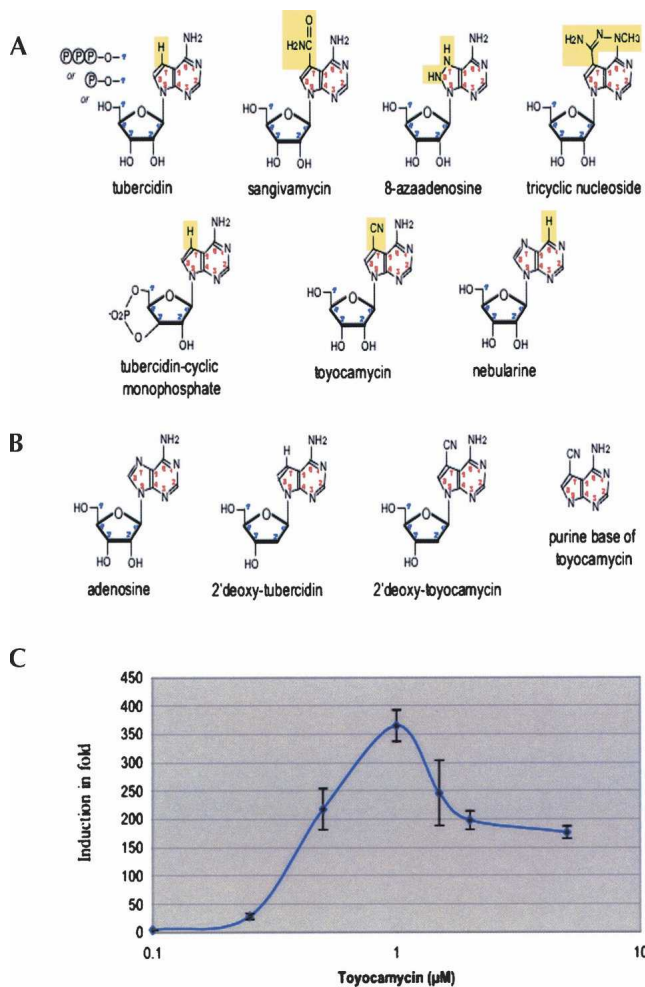 A
H
NH2
PPP-O-
or
P-O-
or
HO
HO OH
tubercidin
O
H2NC
NH2
HO
HO OH
sangivamycin
H
HN
NH2
HO
HO OH
8-azaadenosine
H2N
N
N-NCH3
HO
HO OH
tricyclic nucleoside
H
NH2
O
-O2P
O
OH
tubercidin-cyclic
monophosphate
CN
NH2
HO
HO OH
toyocamycin
H
HO
HO OH
nebularine
B
NH2
HO
HO OH
adenosine
H
NH2
HO
HO
2'deoxy-tubercidin
CN
NH2
HO
HO
2'deoxy-toyocamycin
CN
NH2
purine base of
toyocamycin
C
Induction in fold
450
400
350
300
250
200
150
100
50
0
0.1 1 10
Toyocamycin (µM)